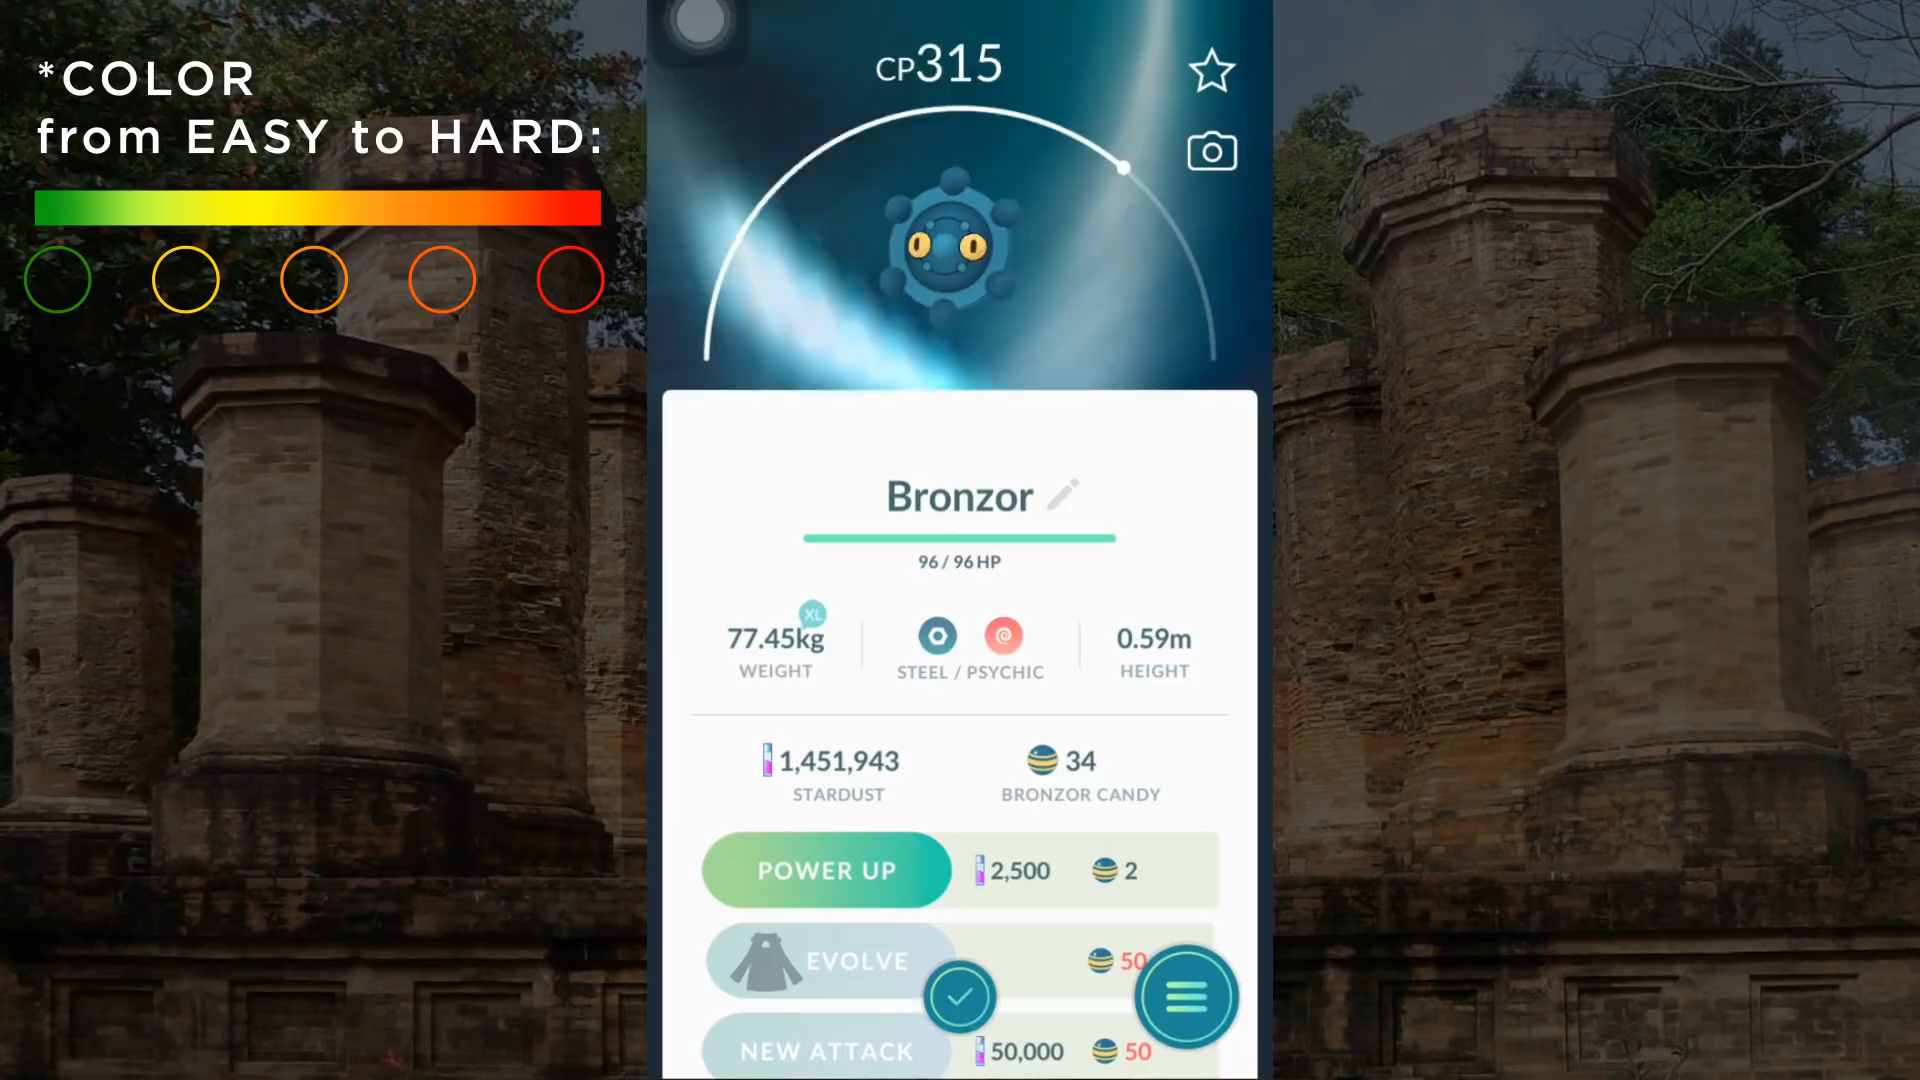 *COLOR
from EASY to HARD:
CP315
Bronzor
96 / 96 HP
XL
77.45kg
WEIGHT
STEEL / PSYCHIC
0.59m
HEIGHT
1,451,943
STARDUST
34
BRONZOR CANDY
POWER UP
2,500
2
EVOLVE
50
NEW ATTACK
50,000
50